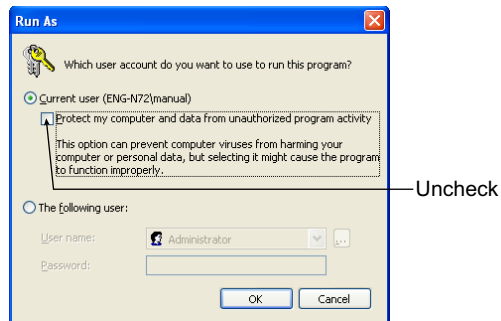 Run As
Which user account do you want to use to run this program?
Current user (ENG-N72\manual)
Protect my computer and data from unauthorized program activity
This option can prevent computer viruses from harming your
computer or personal data, but selecting it might cause the program
to function improperly.
Uncheck
The following user:
User name:
Administrator
...
Password:
OK
Cancel